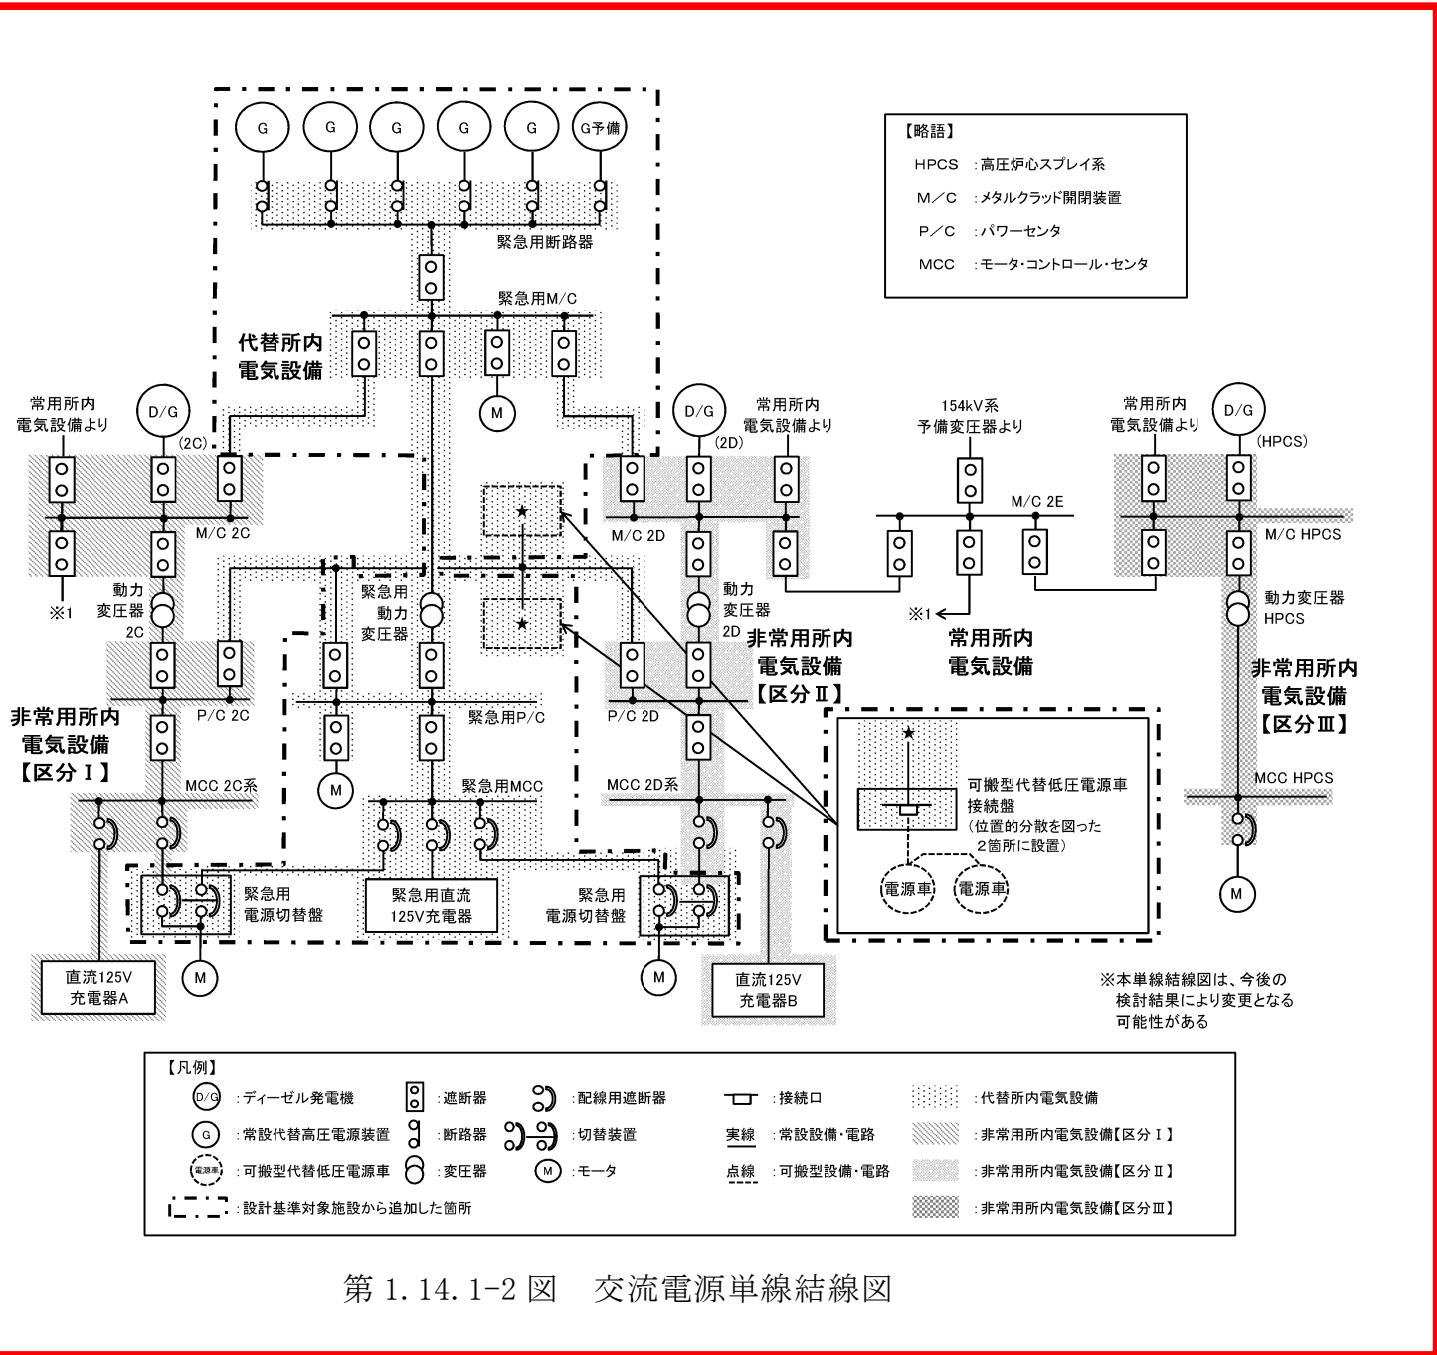 G
G
G
G
G
G予備
緊急用断路器
緊急用M/C
代替所内
電気設備
M
【略語】
HPCS :高圧炉心スプレイ系
M/C :メタルクラッド開閉装置
P/C :パワーセンタ
MCC :モータ・コントロール・センタ
常用所内
電気設備より
D/G
(2C)
M/C 2C
※1
動力
変圧器
2C
P/C 2C
非常用所内
電気設備
【区分Ⅰ】
MCC 2C系
直流125V
充電器A
緊急用
電源切替盤
M
緊急用
動力
変圧器
緊急用P/C
M
緊急用MCC
緊急用直流
125V充電器
★
★
D/G
(2D)
常用所内
電気設備より
M/C 2D
動力
変圧器
2D
非常用所内
電気設備
【区分Ⅱ】
P/C 2D
MCC 2D系
緊急用
電源切替盤
M
直流125V
充電器B
154kV系
予備変圧器より
M/C 2E
※1
常用所内
電気設備
常用所内
電気設備より
D/G
(HPCS)
M/C HPCS
動力変圧器
HPCS
非常用所内
電気設備
【区分Ⅲ】
MCC HPCS
M
★
可搬型代替低圧電源車
接続盤
(位置的分散を図った
2箇所に設置)
電源車
電源車
※本単線結線図は、今後の
検討結果により変更となる
可能性がある
【凡例】
D/G :ディーゼル発電機 :遮断器 :配線用遮断器 :接続口 :代替所内電気設備
G :常設代替高圧電源装置 :断路器 :切替装置 実線 :常設設備・電路 :非常用所内電気設備【区分Ⅰ】
電源車 :可搬型代替低圧電源車 :変圧器 M :モータ 点線 :可搬型設備・電路 :非常用所内電気設備【区分Ⅱ】
:設計基準対象施設から追加した箇所 :非常用所内電気設備【区分Ⅲ】
第 1.14.1-2 図 交流電源単線結線図